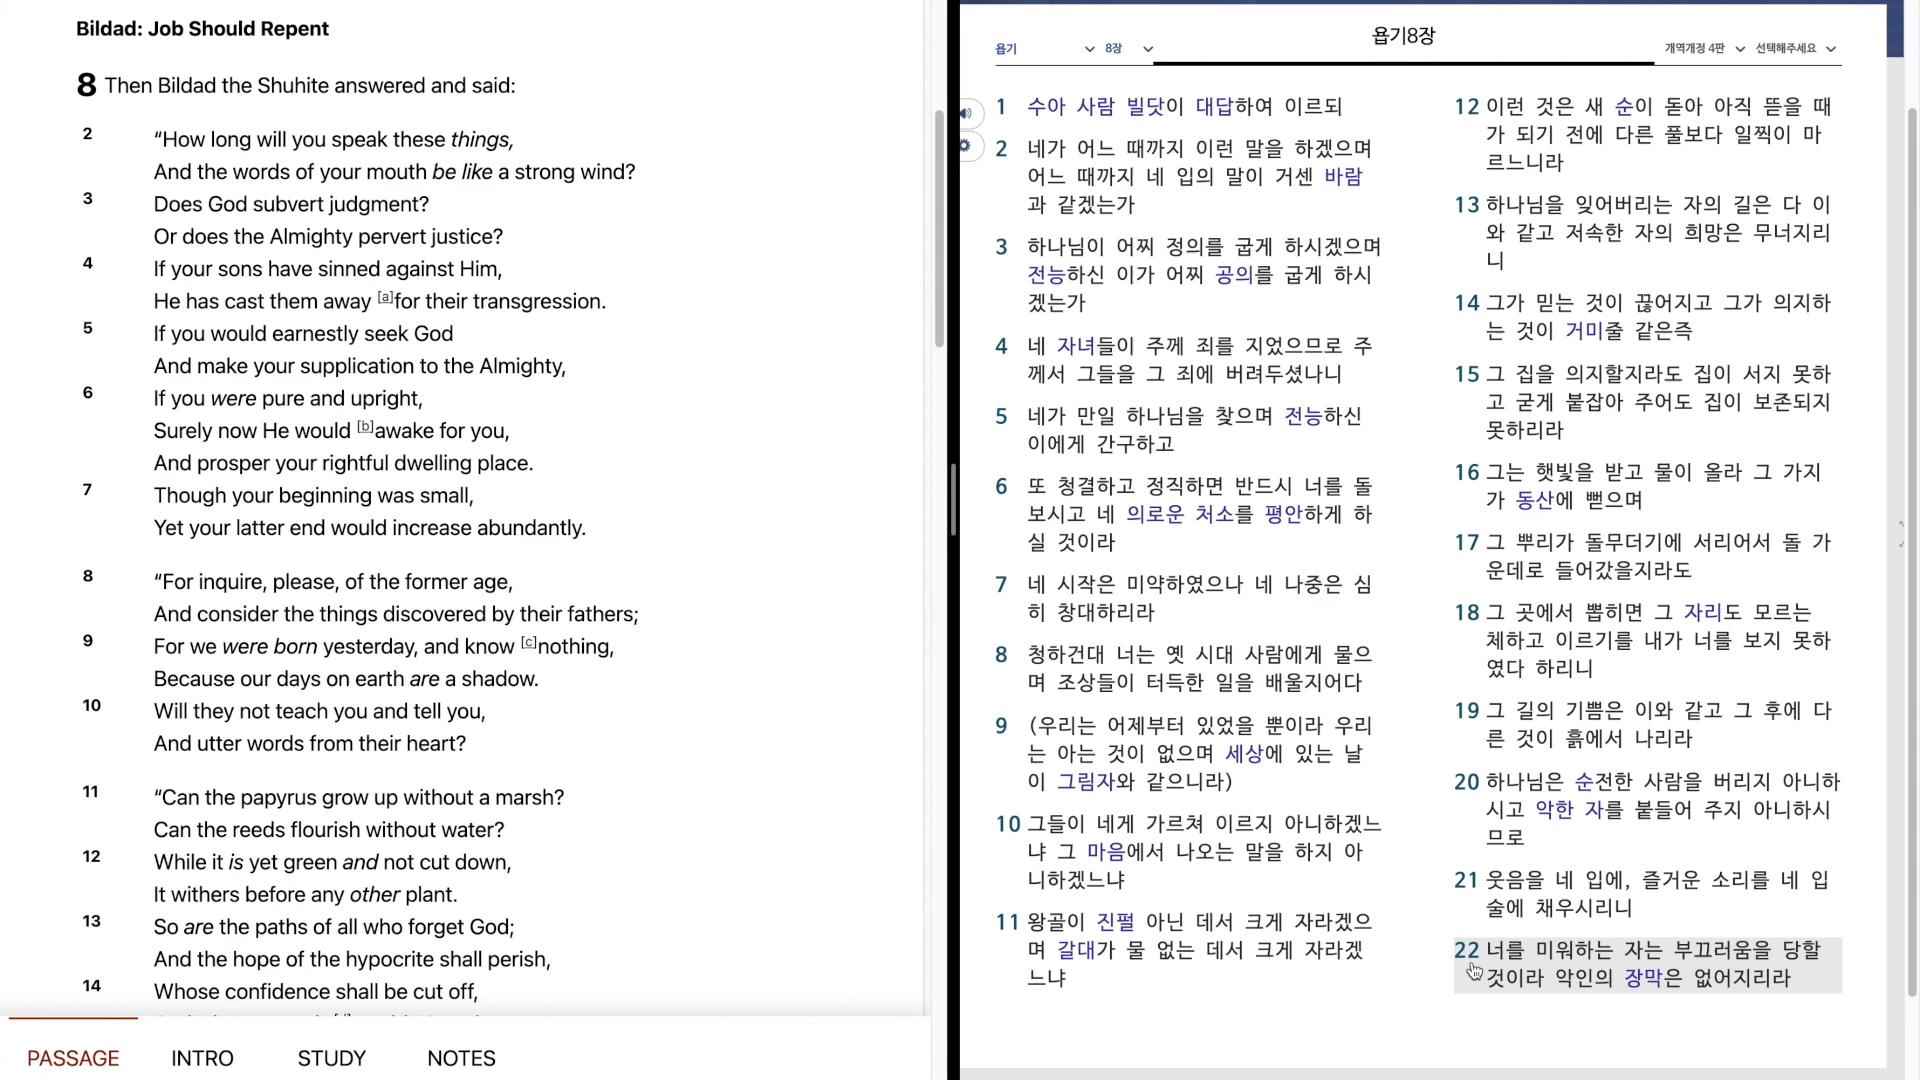 Bildad: Job Should Repent
8 Then Bildad the Shuhite answered and said:
2 “How long will you speak these things,
And the words of your mouth be like a strong wind?
3 Does God subvert judgment?
Or does the Almighty pervert justice?
4 If your sons have sinned against Him,
He has cast them away [a]for their transgression.
5 If you would earnestly seek God
And make your supplication to the Almighty,
6 If you were pure and upright,
Surely now He would [b]awake for you,
And prosper your rightful dwelling place.
7 Though your beginning was small,
Yet your latter end would increase abundantly.
8 “For inquire, please, of the former age,
And consider the things discovered by their fathers;
9 For we were born yesterday, and know [c]nothing,
Because our days on earth are a shadow.
10 Will they not teach you and tell you,
And utter words from their heart?
11 “Can the papyrus grow up without a marsh?
Can the reeds flourish without water?
12 While it is yet green and not cut down,
It withers before any other plant.
13 So are the paths of all who forget God;
And the hope of the hypocrite shall perish,
14 Whose confidence shall be cut off,
PASSAGE INTRO STUDY NOTES
욥기8장
욥기 8장 개역개정 4판 선택해주세요
1 수아 사람 빌닷이 대답하여 이르되
2 네가 어느 때까지 이런 말을 하겠으며
어느 때까지 네 입의 말이 거센 바람
과 같겠는가
3 하나님이 어찌 정의를 굽게 하시겠으며
전능하신 이가 어찌 공의를 굽게 하시
겠는가
4 네 자녀들이 주께 죄를 지었으므로 주
께서 그들을 그 죄에 버려두셨나니
5 네가 만일 하나님을 찾으며 전능하신
이에게 간구하고
6 또 청결하고 정직하면 반드시 너를 돌
보시고 네 의로운 처소를 평안하게 하
실 것이라
7 네 시작은 미약하였으나 네 나중은 심
히 창대하리라
8 청하건대 너는 옛 시대 사람에게 물으
며 조상들이 터득한 일을 배울지어다
9 (우리는 어제부터 있었을 뿐이라 우리
는 아는 것이 없으며 세상에 있는 날
이 그림자와 같으니라)
10 그들이 네게 가르쳐 이르지 아니하겠느
냐 그 마음에서 나오는 말을 하지 아
니하겠느냐
11 왕골이 진펄 아닌 데서 크게 자라겠으
며 갈대가 물 없는 데서 크게 자라겠
느냐
12 이런 것은 새 순이 돋아 아직 뜯을 때
가 되기 전에 다른 풀보다 일찍이 마
르느니라
13 하나님을 잊어버리는 자의 길은 다 이
와 같고 저속한 자의 희망은 무너지리
니
14 그가 믿는 것이 끊어지고 그가 의지하
는 것이 거미줄 같은즉
15 그 집을 의지할지라도 집이 서지 못하
고 굳게 붙잡아 주어도 집이 보존되지
못하리라
16 그는 햇빛을 받고 물이 올라 그 가지
가 동산에 뻗으며
17 그 뿌리가 돌무더기에 서리어서 돌 가
운데로 들어갔을지라도
18 그 곳에서 뽑히면 그 자리도 모르는
체하고 이르기를 내가 너를 보지 못하
였다 하리니
19 그 길의 기쁨은 이와 같고 그 후에 다
른 것이 흙에서 나리라
20 하나님은 순전한 사람을 버리지 아니하
시고 악한 자를 붙들어 주지 아니하시
므로
21 웃음을 네 입에, 즐거운 소리를 네 입
술에 채우시리니
22 너를 미워하는 자는 부끄러움을 당할
것이라 악인의 장막은 없어지리라